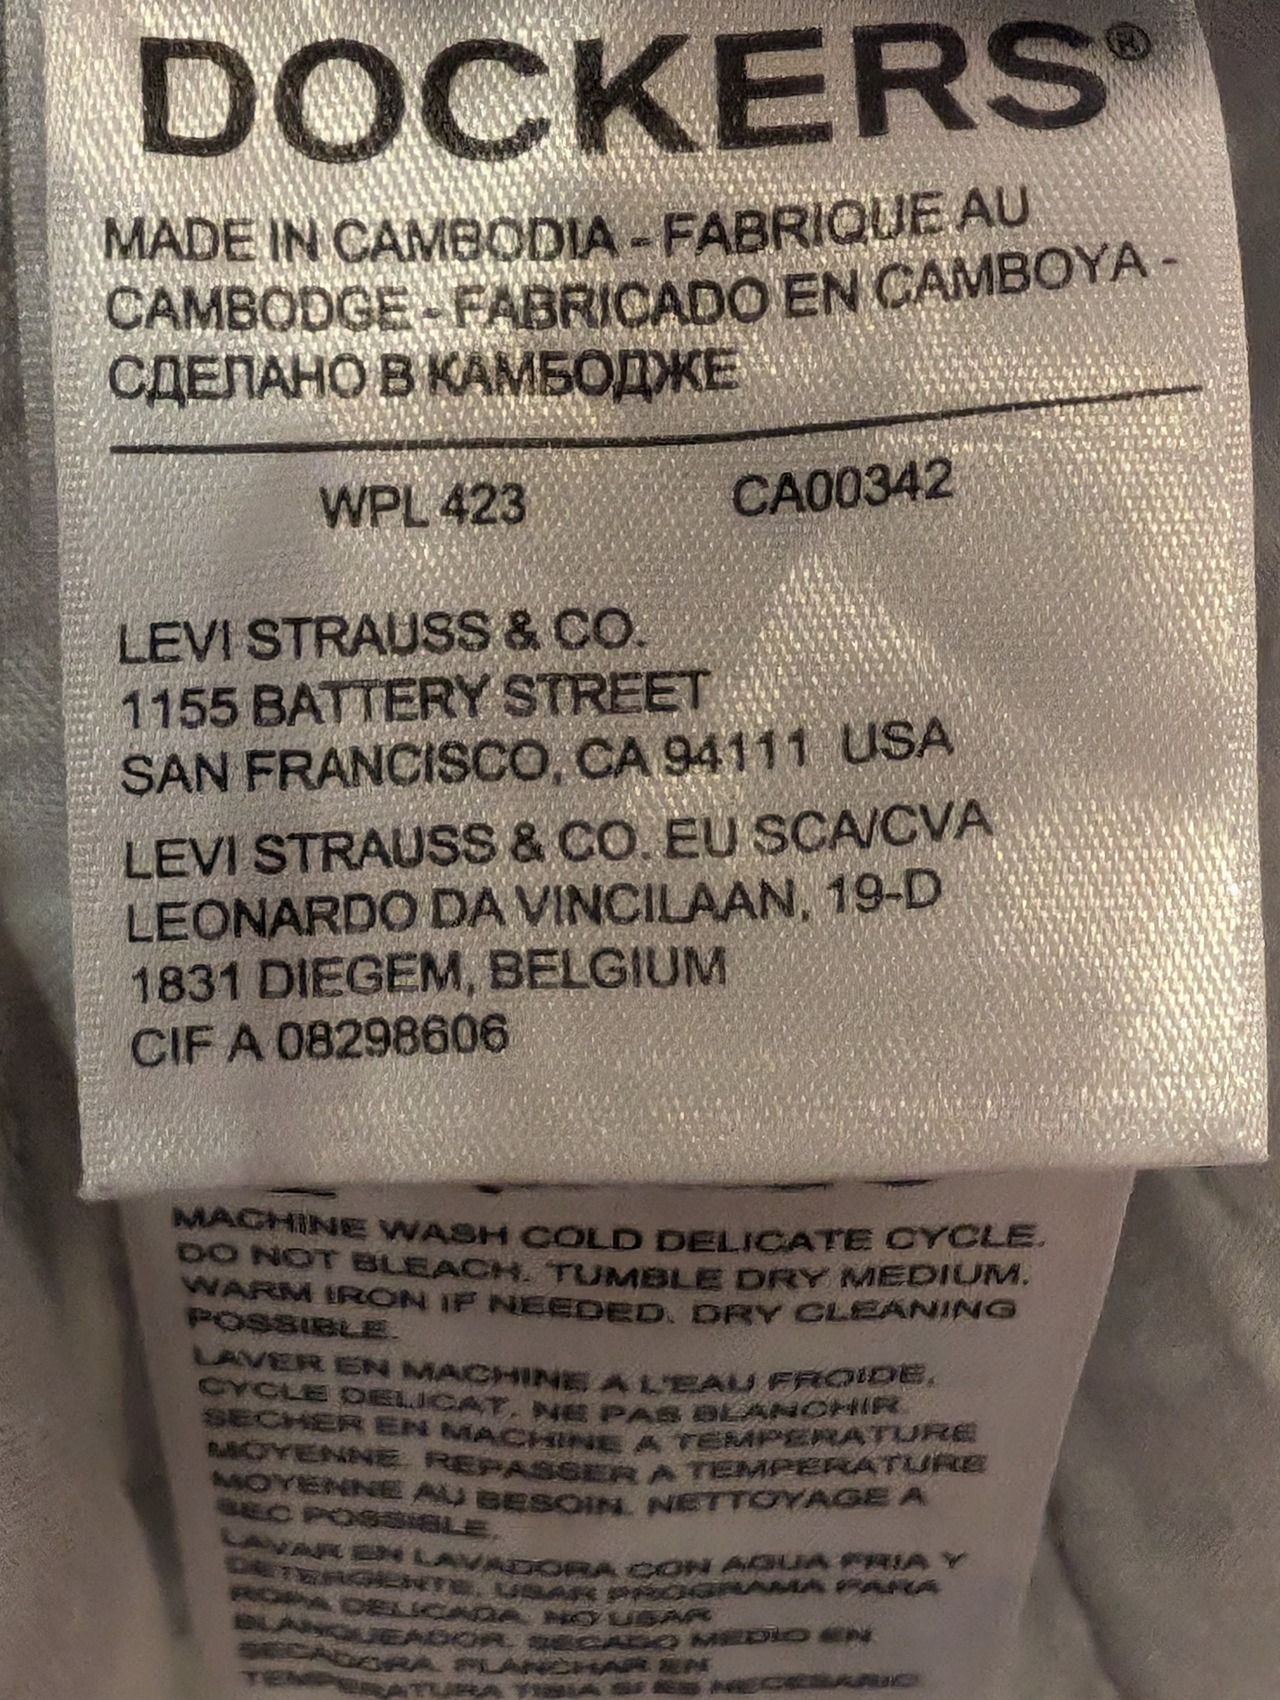 DOCKERS®
MADE IN CAMBODIA - FABRIQUE AU
CAMBODGE - FABRICADO EN CAMBOYA -
СДЕЛАНО В КАМБОДЖЕ
WPL 423 CA00342
LEVI STRAUSS & CO.
1155 BATTERY STREET
SAN FRANCISCO, CA 94111 USA
LEVI STRAUSS & CO. EU SCA/CVA
LEONARDO DA VINCILAAN, 19-D
1831 DIEGEM, BELGIUM
CIF A 08298606
MACHINE WASH COLD DELICATE CYCLE.
DO NOT BLEACH. TUMBLE DRY MEDIUM.
WARM IRON IF NEEDED. DRY CLEANING
POSSIBLE.
LAVER EN MACHINE A L'EAU FROIDE,
CYCLE DELICAT. NE PAS BLANCHIR.
SECHER EN MACHINE A TEMPERATURE
MOYENNE. REPASSER A TEMPERATURE
MOYENNE AU BESOIN. NETTOYAGE A
SEC POSSIBLE.
LAVAR EN LAVADORA CON AGUA FRIA Y
DETERGENTE. USAR PROGRAMA PARA
ROPA DELICADA. NO USAR
BLANQUEADOR. SECADO MEDIO EN
SECADORA. PLANCHAR EN
TEMPERATURA TIBIA SI ES NECESARIO